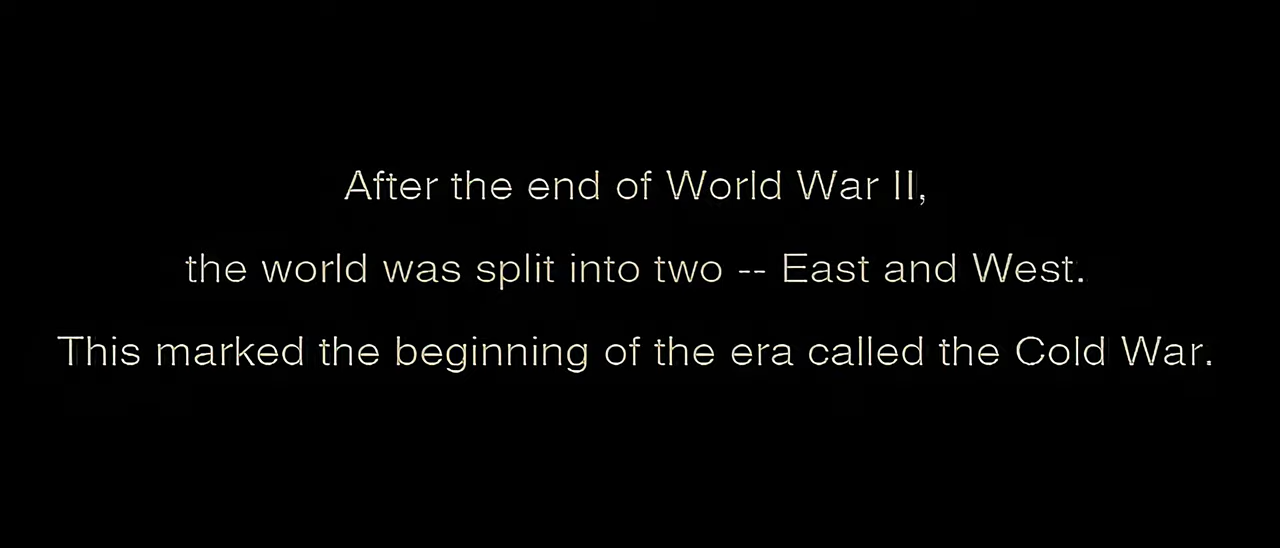 After the end of World War II,
the world was split into two -- East and West.
This marked the beginning of the era called the Cold War.